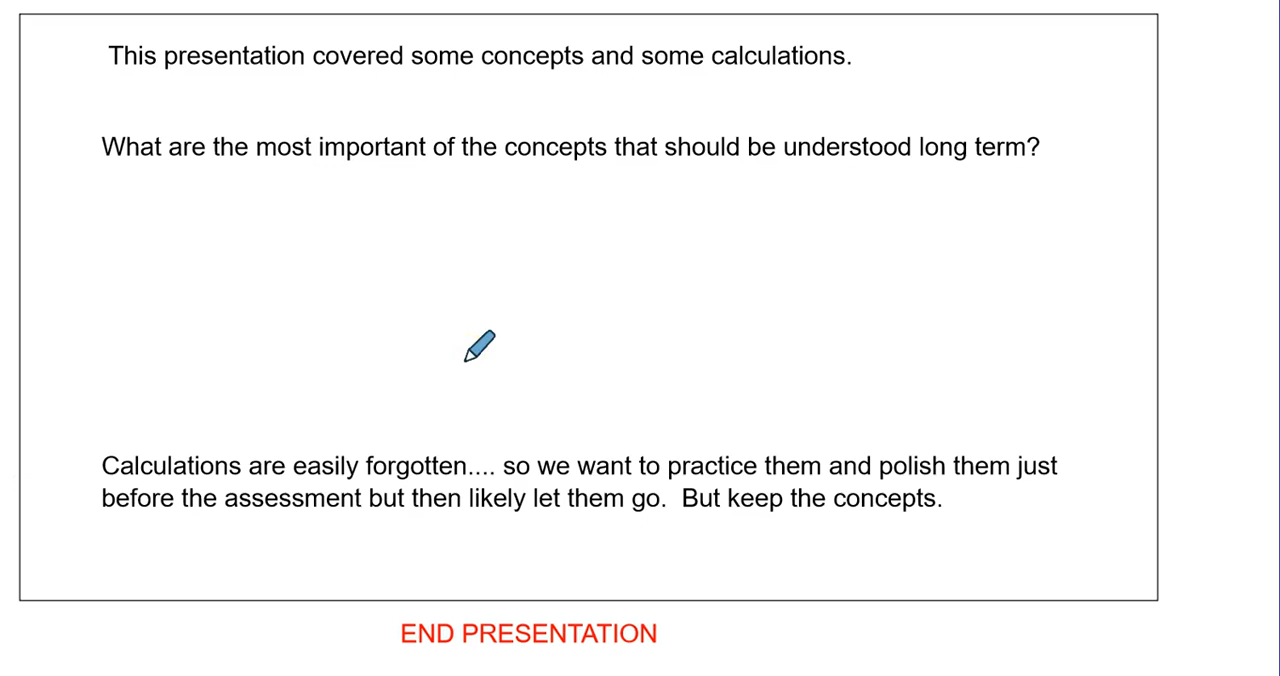 This presentation covered some concepts and some calculations.
What are the most important of the concepts that should be understood long term?
Calculations are easily forgotten.... so we want to practice them and polish them just
before the assessment but then likely let them go.  But keep the concepts.
END PRESENTATION